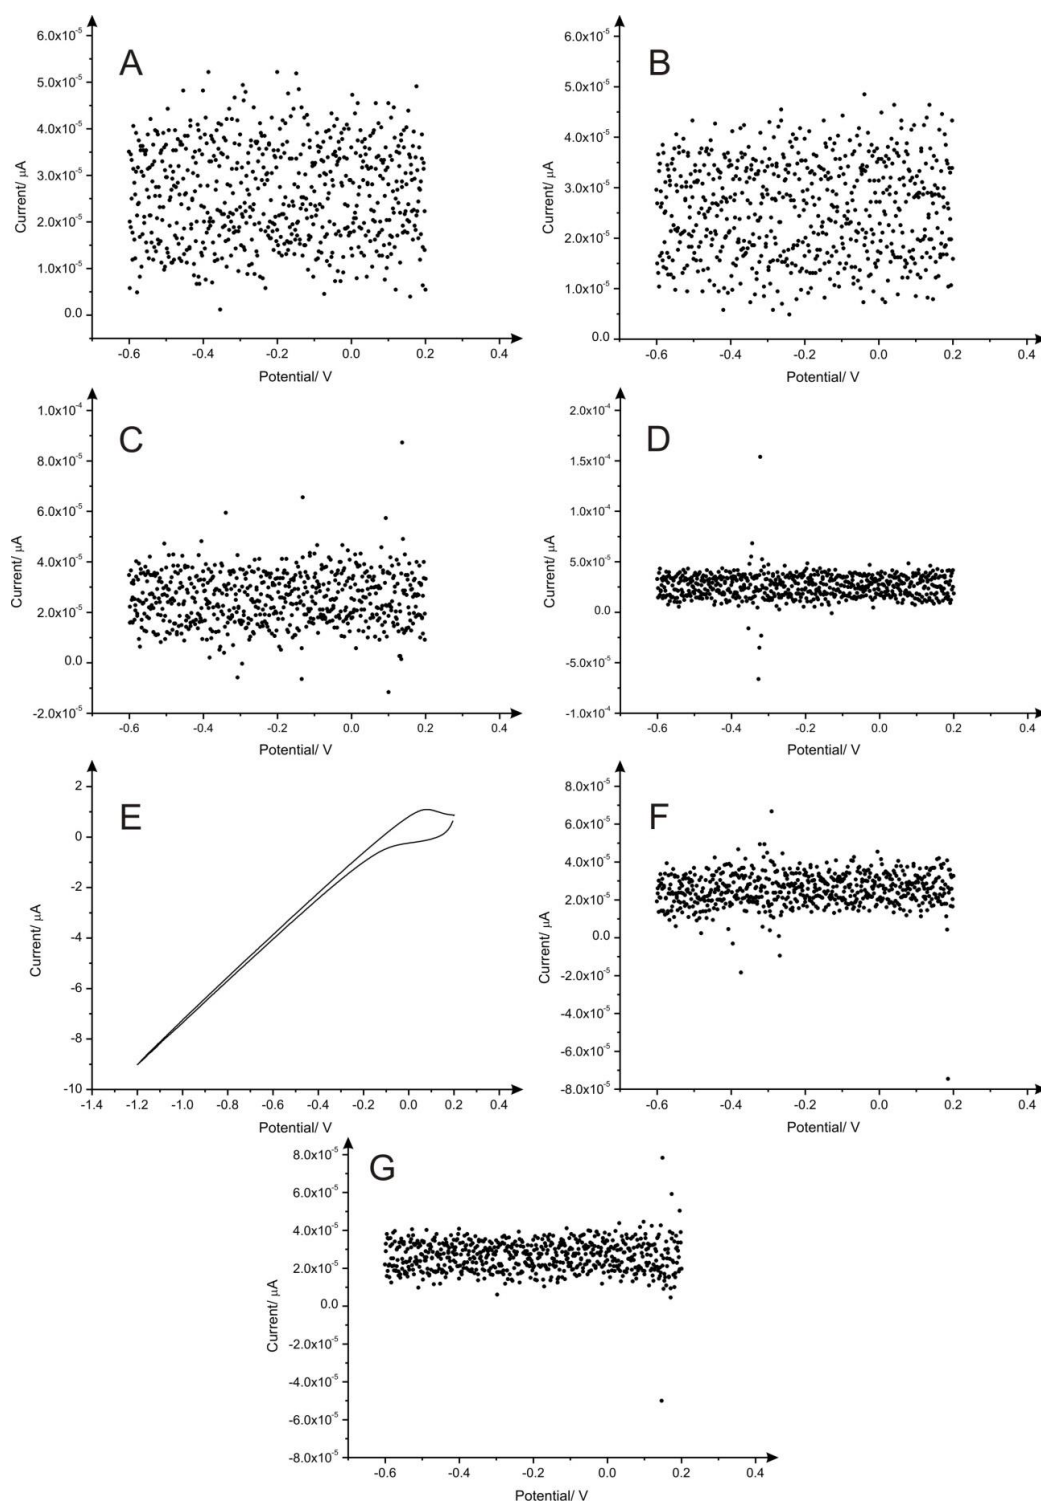 A
6.0x10⁻⁵
5.0x10⁻⁵
4.0x10⁻⁵
3.0x10⁻⁵
2.0x10⁻⁵
1.0x10⁻⁵
0.0
Current/ μA
-0.6 -0.4 -0.2 0.0 0.2 0.4
Potential/ V
B
6.0x10⁻⁵
5.0x10⁻⁵
4.0x10⁻⁵
3.0x10⁻⁵
2.0x10⁻⁵
1.0x10⁻⁵
0.0
Current/ μA
-0.6 -0.4 -0.2 0.0 0.2 0.4
Potential/ V
C
1.0x10⁻⁴
8.0x10⁻⁵
6.0x10⁻⁵
4.0x10⁻⁵
2.0x10⁻⁵
0.0
-2.0x10⁻⁵
Current/ μA
-0.6 -0.4 -0.2 0.0 0.2 0.4
Potential/ V
D
2.0x10⁻⁴
1.5x10⁻⁴
1.0x10⁻⁴
5.0x10⁻⁵
0.0
-5.0x10⁻⁵
-1.0x10⁻⁴
Current/ μA
-0.6 -0.4 -0.2 0.0 0.2 0.4
Potential/ V
E
2
0
-2
-4
-6
-8
-10
Current/ μA
-1.4 -1.2 -1.0 -0.8 -0.6 -0.4 -0.2 0.0 0.2 0.4
Potential/ V
F
8.0x10⁻⁵
6.0x10⁻⁵
4.0x10⁻⁵
2.0x10⁻⁵
0.0
-2.0x10⁻⁵
-4.0x10⁻⁵
-6.0x10⁻⁵
-8.0x10⁻⁵
Current/ μA
-0.6 -0.4 -0.2 0.0 0.2 0.4
Potential/ V
G
8.0x10⁻⁵
6.0x10⁻⁵
4.0x10⁻⁵
2.0x10⁻⁵
0.0
-2.0x10⁻⁵
-4.0x10⁻⁵
-6.0x10⁻⁵
-8.0x10⁻⁵
Current/ μA
-0.6 -0.4 -0.2 0.0 0.2 0.4
Potential/ V